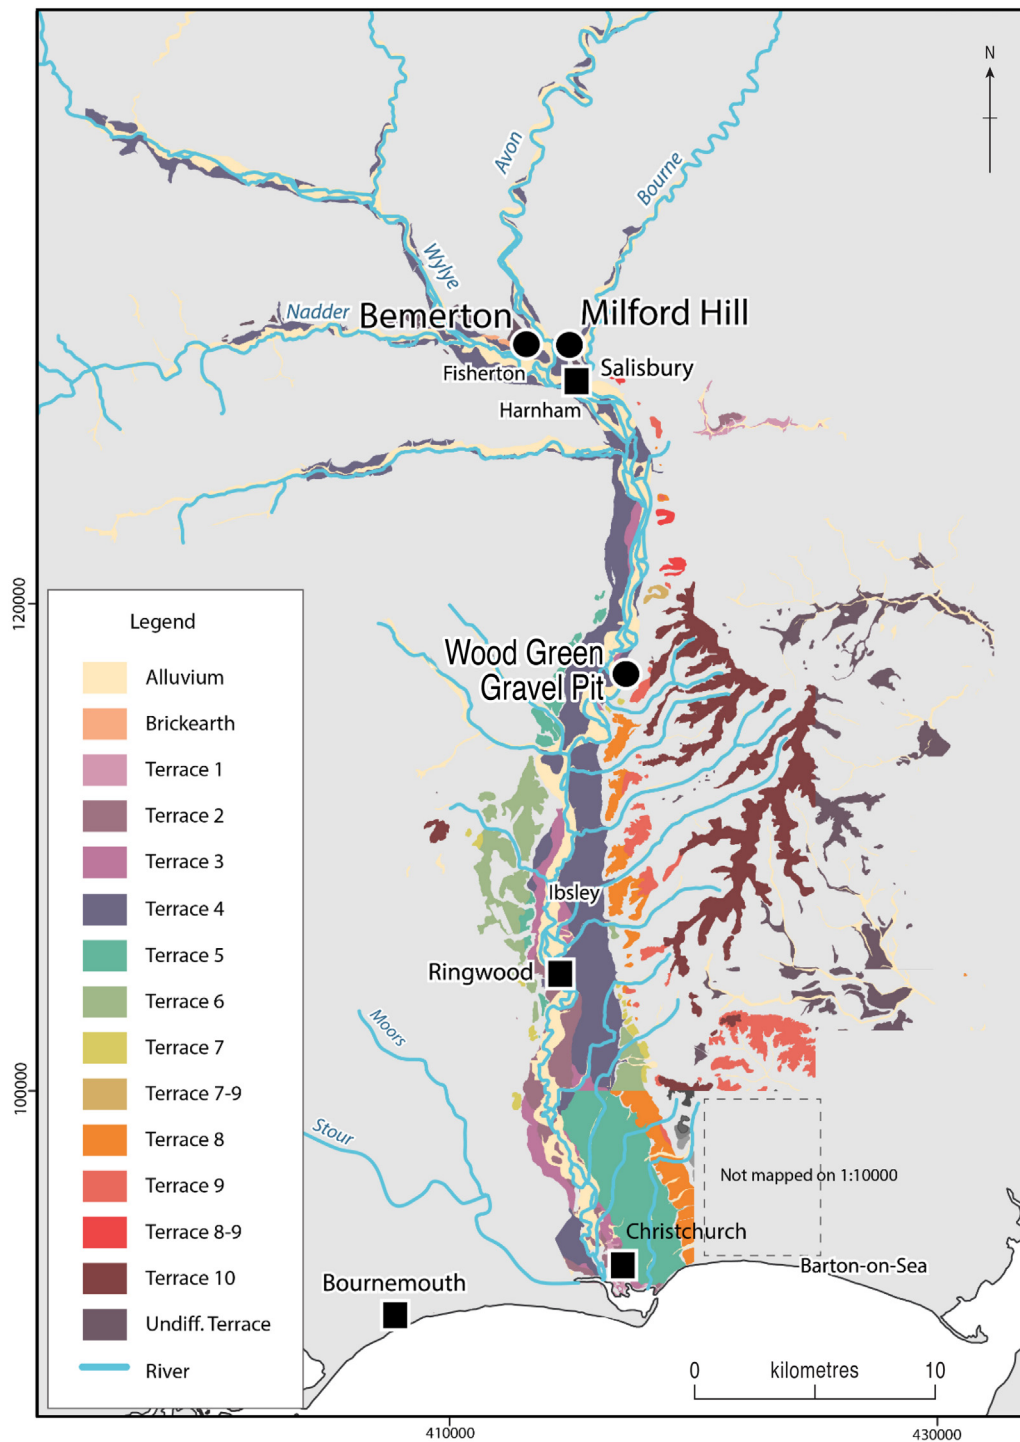 N
Avon
Bourne
Wylye
Nadder
Bemerton
Milford Hill
Fisherton
Salisbury
Harnham
120000
Legend
Alluvium
Brickearth
Terrace 1
Terrace 2
Terrace 3
Terrace 4
Terrace 5
Terrace 6
Terrace 7
Terrace 7-9
Terrace 8
Terrace 9
Terrace 8-9
Terrace 10
Undiff. Terrace
River
Wood Green
Gravel Pit
Ibsley
Ringwood
Moors
Stour
100000
Not mapped on 1:10000
Christchurch
Barton-on-Sea
Bournemouth
0 kilometres 10
410000
430000